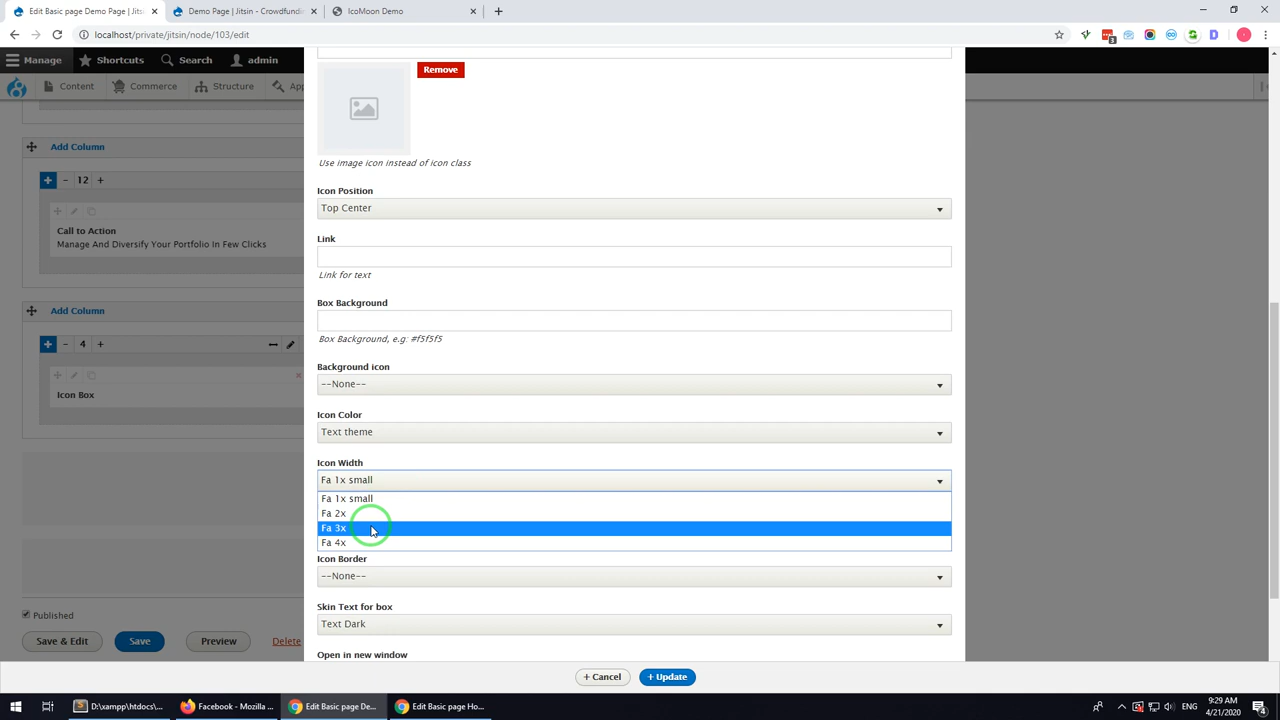 Edit Basic page Demo Page | Jits
Demo Page | Jitsin - Crowdfundin
IcoMoon Demo
localhost/private/jitsin/node/103/edit
3
Manage
Shortcuts
Search
admin
Content
Commerce
Structure
App
Remove
Use image icon instead of icon class
Add Column
12
Call to Action
Manage And Diversify Your Portfolio In Few Clicks
Add Column
4
Icon Box
Icon Position
Top Center
Link
Link for text
Box Background
Box Background, e.g: #f5f5f5
Background icon
--None--
Icon Color
Text theme
Icon Width
Fa 1x small
Fa 1x small
Fa 2x
Fa 3x
Fa 4x
Icon Border
--None--
Skin Text for box
Text Dark
Open in new window
Published
Save & Edit
Save
Preview
Delete
+ Cancel
+ Update
D:\xampp\htdocs\...
Facebook - Mozilla ...
Edit Basic page De...
Edit Basic page Ho...
ENG
9:29 AM
4/21/2020
4